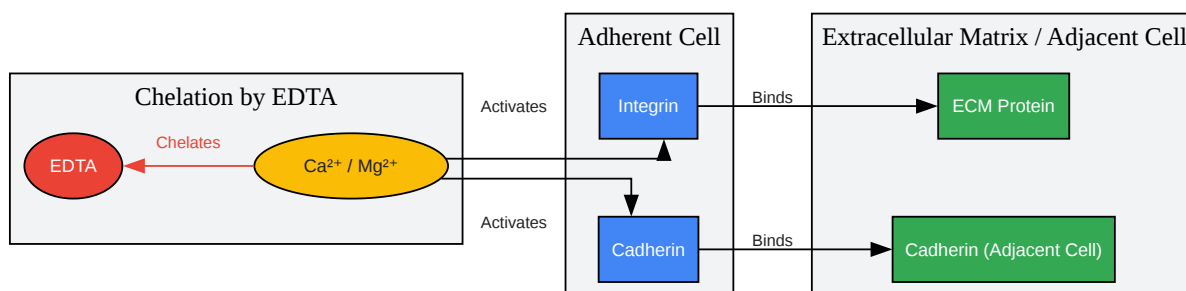 Chelation by EDTA
EDTA
Chelates
Ca²⁺ / Mg²⁺
Activates
Activates
Adherent Cell
Integrin
Cadherin
Binds
Binds
Extracellular Matrix / Adjacent Cell
ECM Protein
Cadherin (Adjacent Cell)